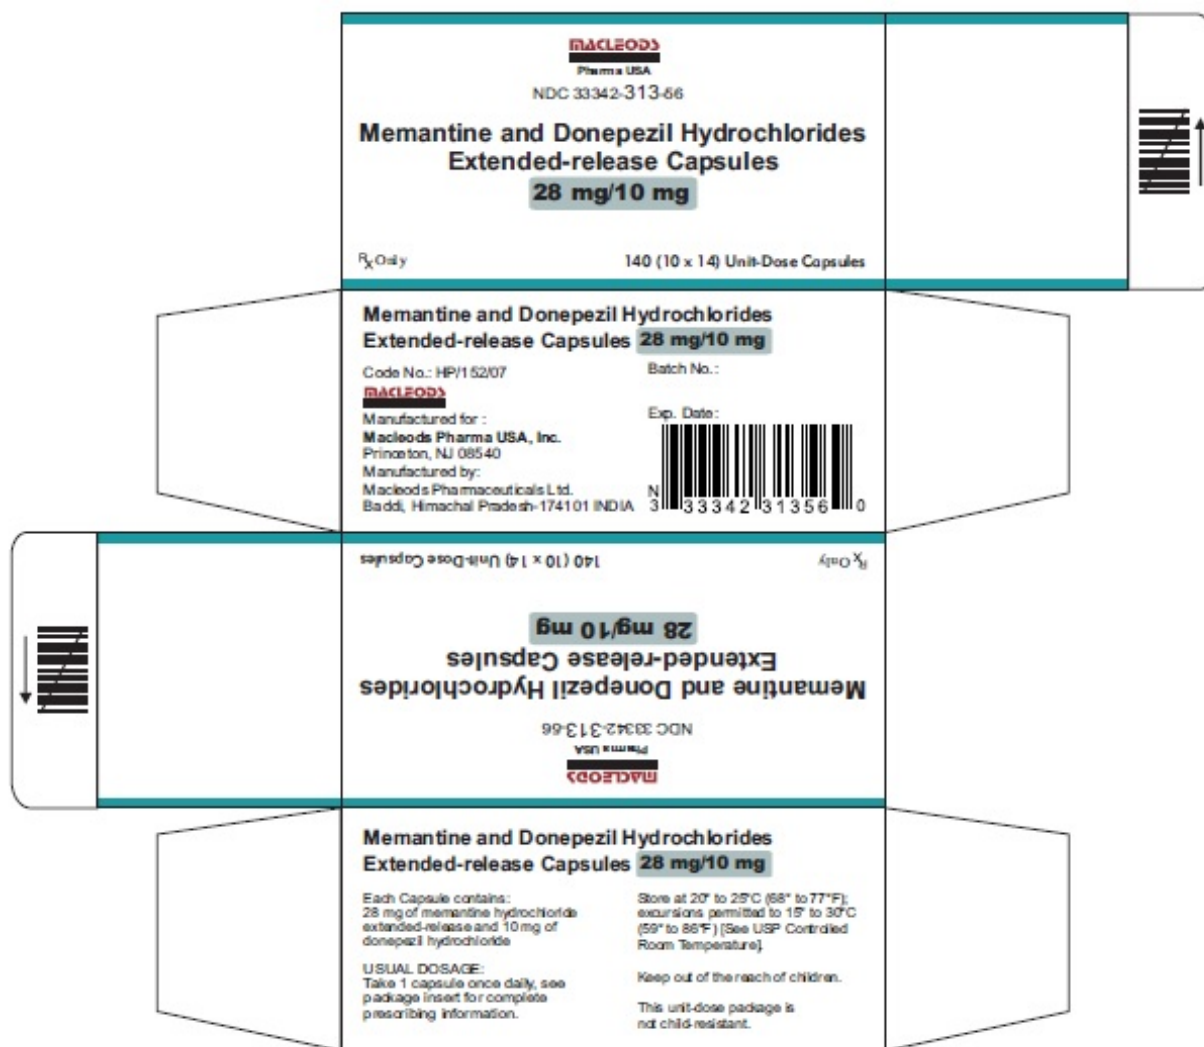 MACLEODS
Pharma USA
NDC 33342-313-56
Memantine and Donepezil Hydrochlorides
Extended-release Capsules
28 mg/10 mg
Rx Only 140 (10 x 14) Unit-Dose Capsules
Memantine and Donepezil Hydrochlorides
Extended-release Capsules 28 mg/10 mg
Code No.: HP/152/07 Batch No.:
MACLEODS
Exp. Date:
Manufactured for :
Macleods Pharma USA, Inc.
Princeton, NJ 08540
Manufactured by:
Macleods Pharmaceuticals Ltd.
Baddi, Himachal Pradesh-174101 INDIA
N
3 33342 31356 0
MACLEODS
Pharma USA
NDC 33342-313-56
Memantine and Donepezil Hydrochlorides
Extended-release Capsules
28 mg/10 mg
Rx Only 140 (10 x 14) Unit-Dose Capsules
Memantine and Donepezil Hydrochlorides
Extended-release Capsules 28 mg/10 mg
Each Capsule contains:
28 mg of memantine hydrochloride
extended-release and 10 mg of
donepezil hydrochloride
USUAL DOSAGE:
Take 1 capsule once daily, see
package insert for complete
prescribing information.
Store at 20° to 25°C (68° to 77°F);
excursions permitted to 15° to 30°C
(59° to 86°F) [See USP Controlled
Room Temperature].
Keep out of the reach of children.
This unit-dose package is
not child-resistant.